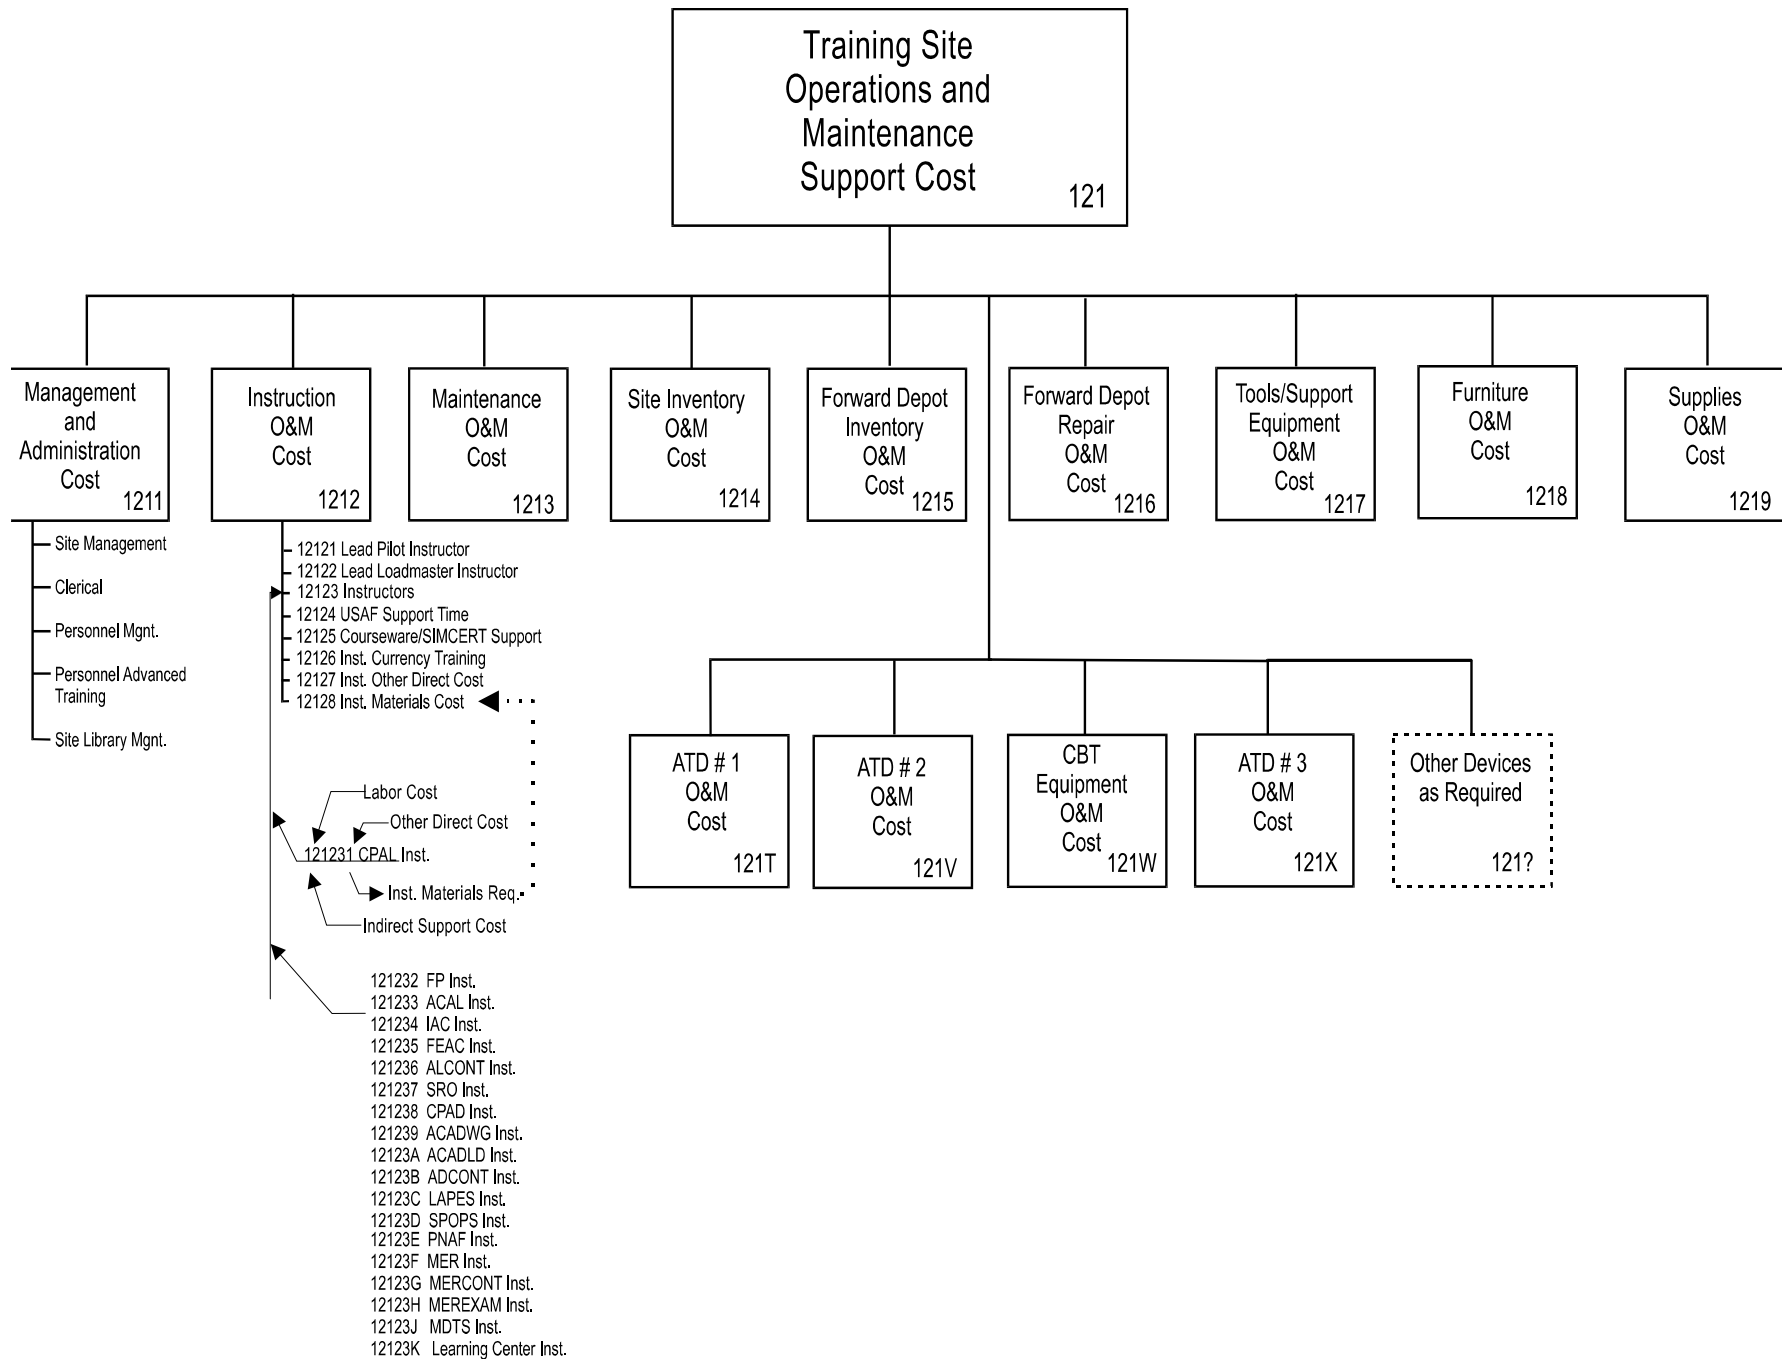 Training Site
Operations and
Maintenance
Support Cost
121
Management
and
Administration
Cost
1211
Instruction
O&M
Cost
1212
Maintenance
O&M
Cost
1213
Site Inventory
O&M
Cost
1214
Forward Depot
Inventory
O&M
Cost
1215
Forward Depot
Repair
O&M
Cost
1216
Tools/Support
Equipment
O&M
Cost
1217
Furniture
O&M
Cost
1218
Supplies
O&M
Cost
1219
Site Management
Clerical
Personnel Mgnt.
Personnel Advanced
Training
Site Library Mgnt.
12121 Lead Pilot Instructor
12122 Lead Loadmaster Instructor
12123 Instructors
12124 USAF Support Time
12125 Courseware/SIMCERT Support
12126 Inst. Currency Training
12127 Inst. Other Direct Cost
12128 Inst. Materials Cost
Labor Cost
Other Direct Cost
121231 CPAL Inst.
Inst. Materials Req.
Indirect Support Cost
121232 FP Inst.
121233 ACAL Inst.
121234 IAC Inst.
121235 FEAC Inst.
121236 ALCONT Inst.
121237 SRO Inst.
121238 CPAD Inst.
121239 ACADWG Inst.
12123A ACADLD Inst.
12123B ADCONT Inst.
12123C LAPES Inst.
12123D SPOPS Inst.
12123E PNAF Inst.
12123F MER Inst.
12123G MERCONT Inst.
12123H MEREXAM Inst.
12123J MDTS Inst.
12123K Learning Center Inst.
ATD # 1
O&M
Cost
121T
ATD # 2
O&M
Cost
121V
CBT
Equipment
O&M
Cost
121W
ATD # 3
O&M
Cost
121X
Other Devices
as Required
121?